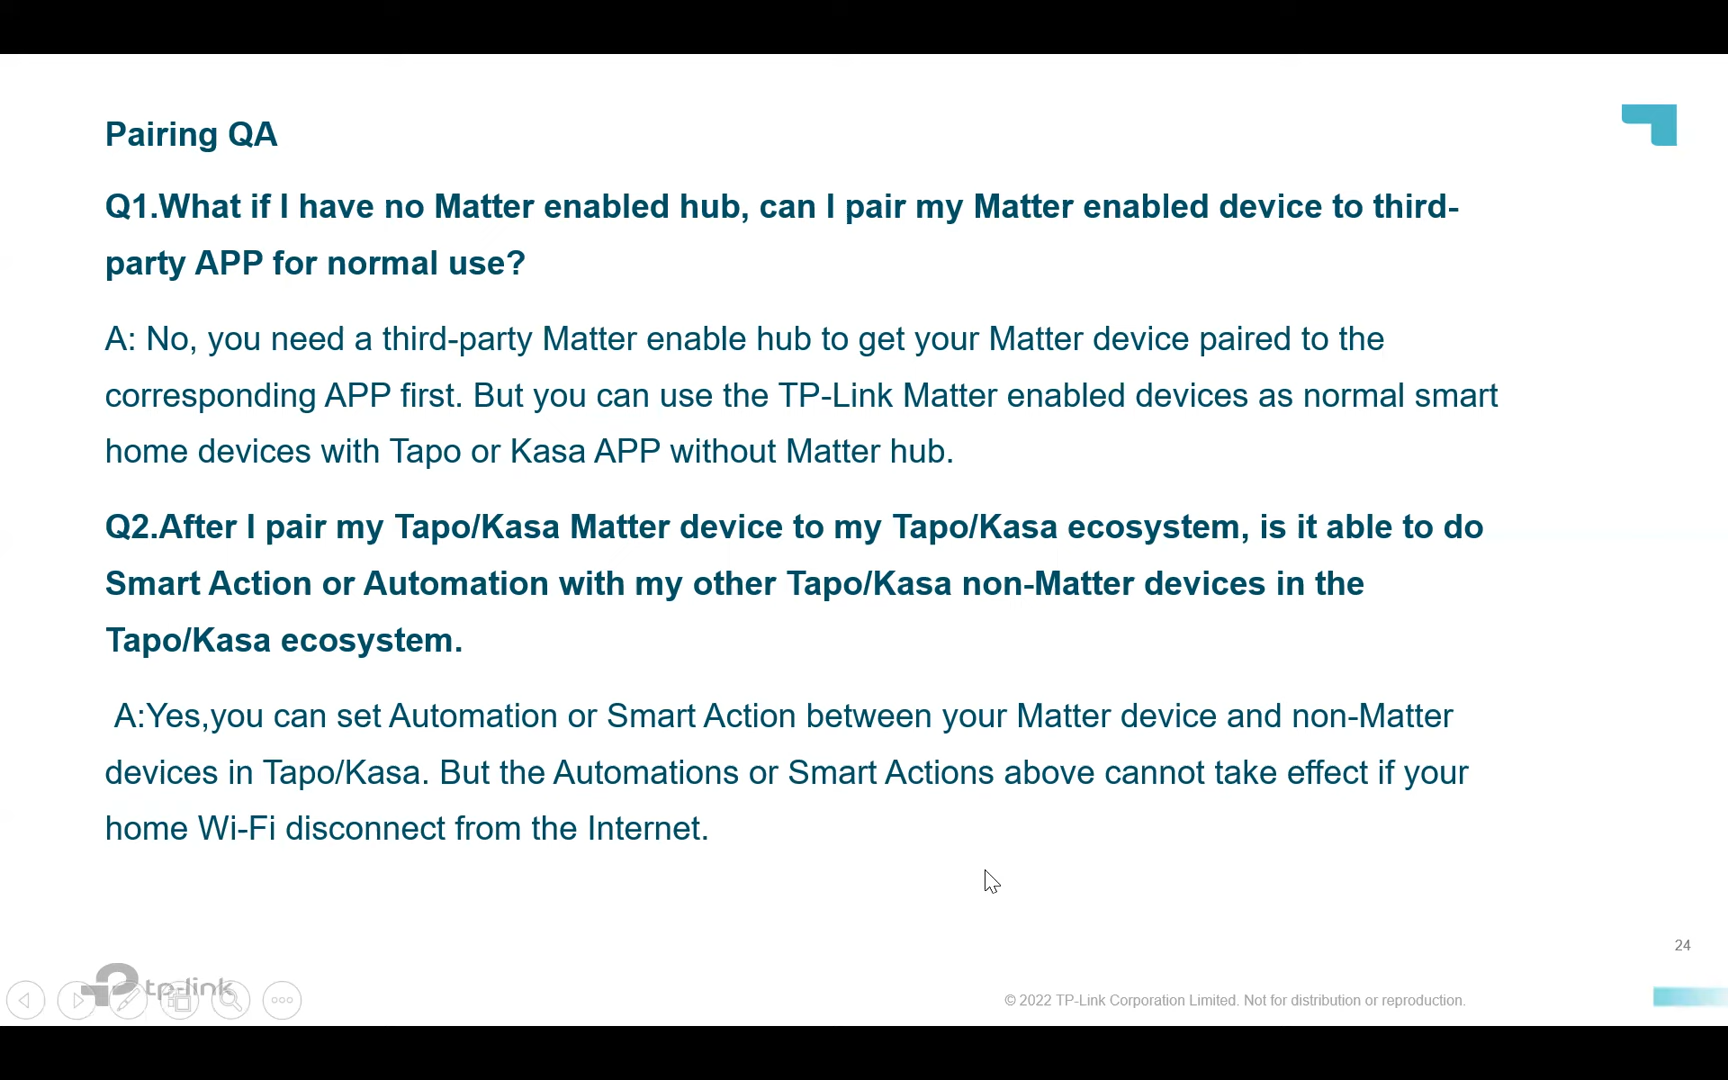 Pairing QA
Q1.What if I have no Matter enabled hub, can I pair my Matter enabled device to third-
party APP for normal use?
A: No, you need a third-party Matter enable hub to get your Matter device paired to the
corresponding APP first. But you can use the TP-Link Matter enabled devices as normal smart
home devices with Tapo or Kasa APP without Matter hub.
Q2.After I pair my Tapo/Kasa Matter device to my Tapo/Kasa ecosystem, is it able to do
Smart Action or Automation with my other Tapo/Kasa non-Matter devices in the
Tapo/Kasa ecosystem.
A:Yes,you can set Automation or Smart Action between your Matter device and non-Matter
devices in Tapo/Kasa. But the Automations or Smart Actions above cannot take effect if your
home Wi-Fi disconnect from the Internet.
24
tp-link
© 2022 TP-Link Corporation Limited. Not for distribution or reproduction.